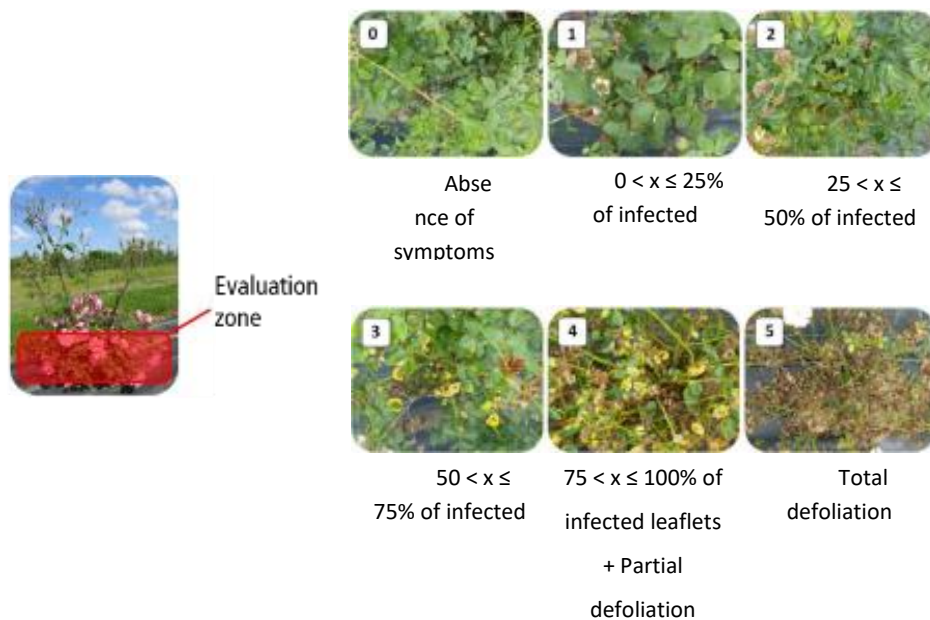 0
1
2
Abse
nce of
symptoms
0 < x ≤ 25%
of infected
25 < x ≤
50% of infected
Evaluation
zone
3
4
5
50 < x ≤
75% of infected
75 < x ≤ 100% of
infected leaflets
+ Partial
defoliation
Total
defoliation